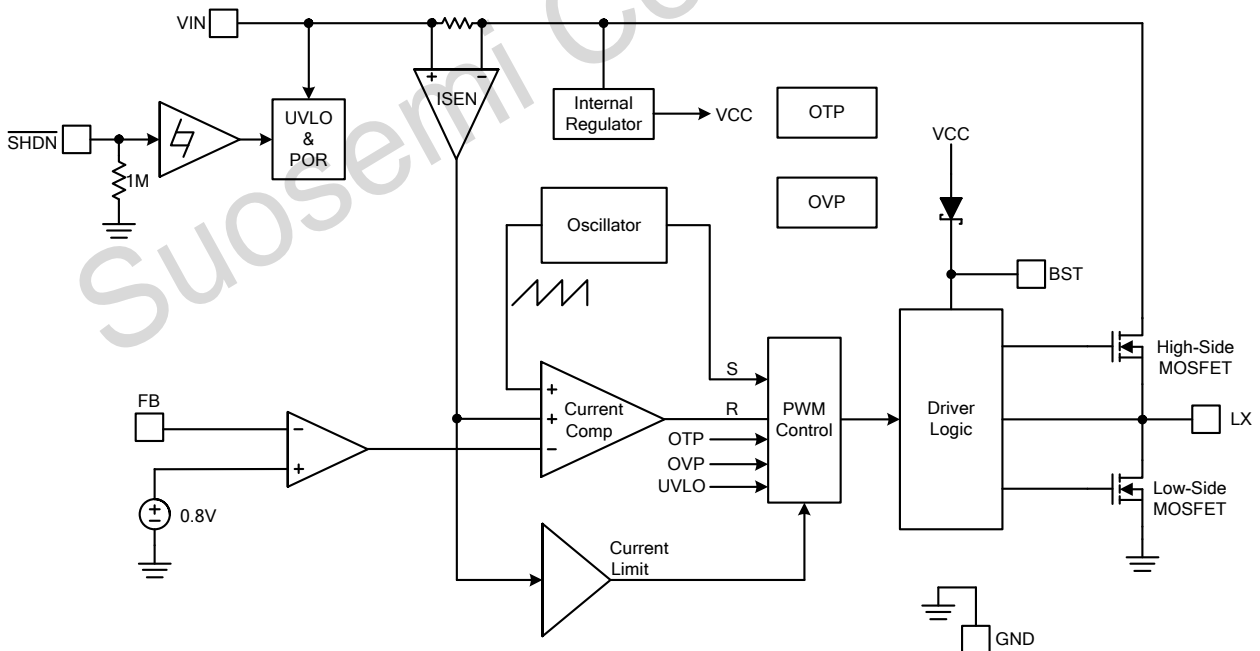 Suosemi Co
VIN
ISEN
Internal
Regulator
VCC
OTP
SHDN
UVLO
&
POR
1M
VCC
OVP
Oscillator
BST
High-Side
MOSFET
S
FB
Current
Comp
R
PWM
Control
Driver
Logic
LX
OTP
OVP
UVLO
0.8V
Low-Side
MOSFET
Current
Limit
GND